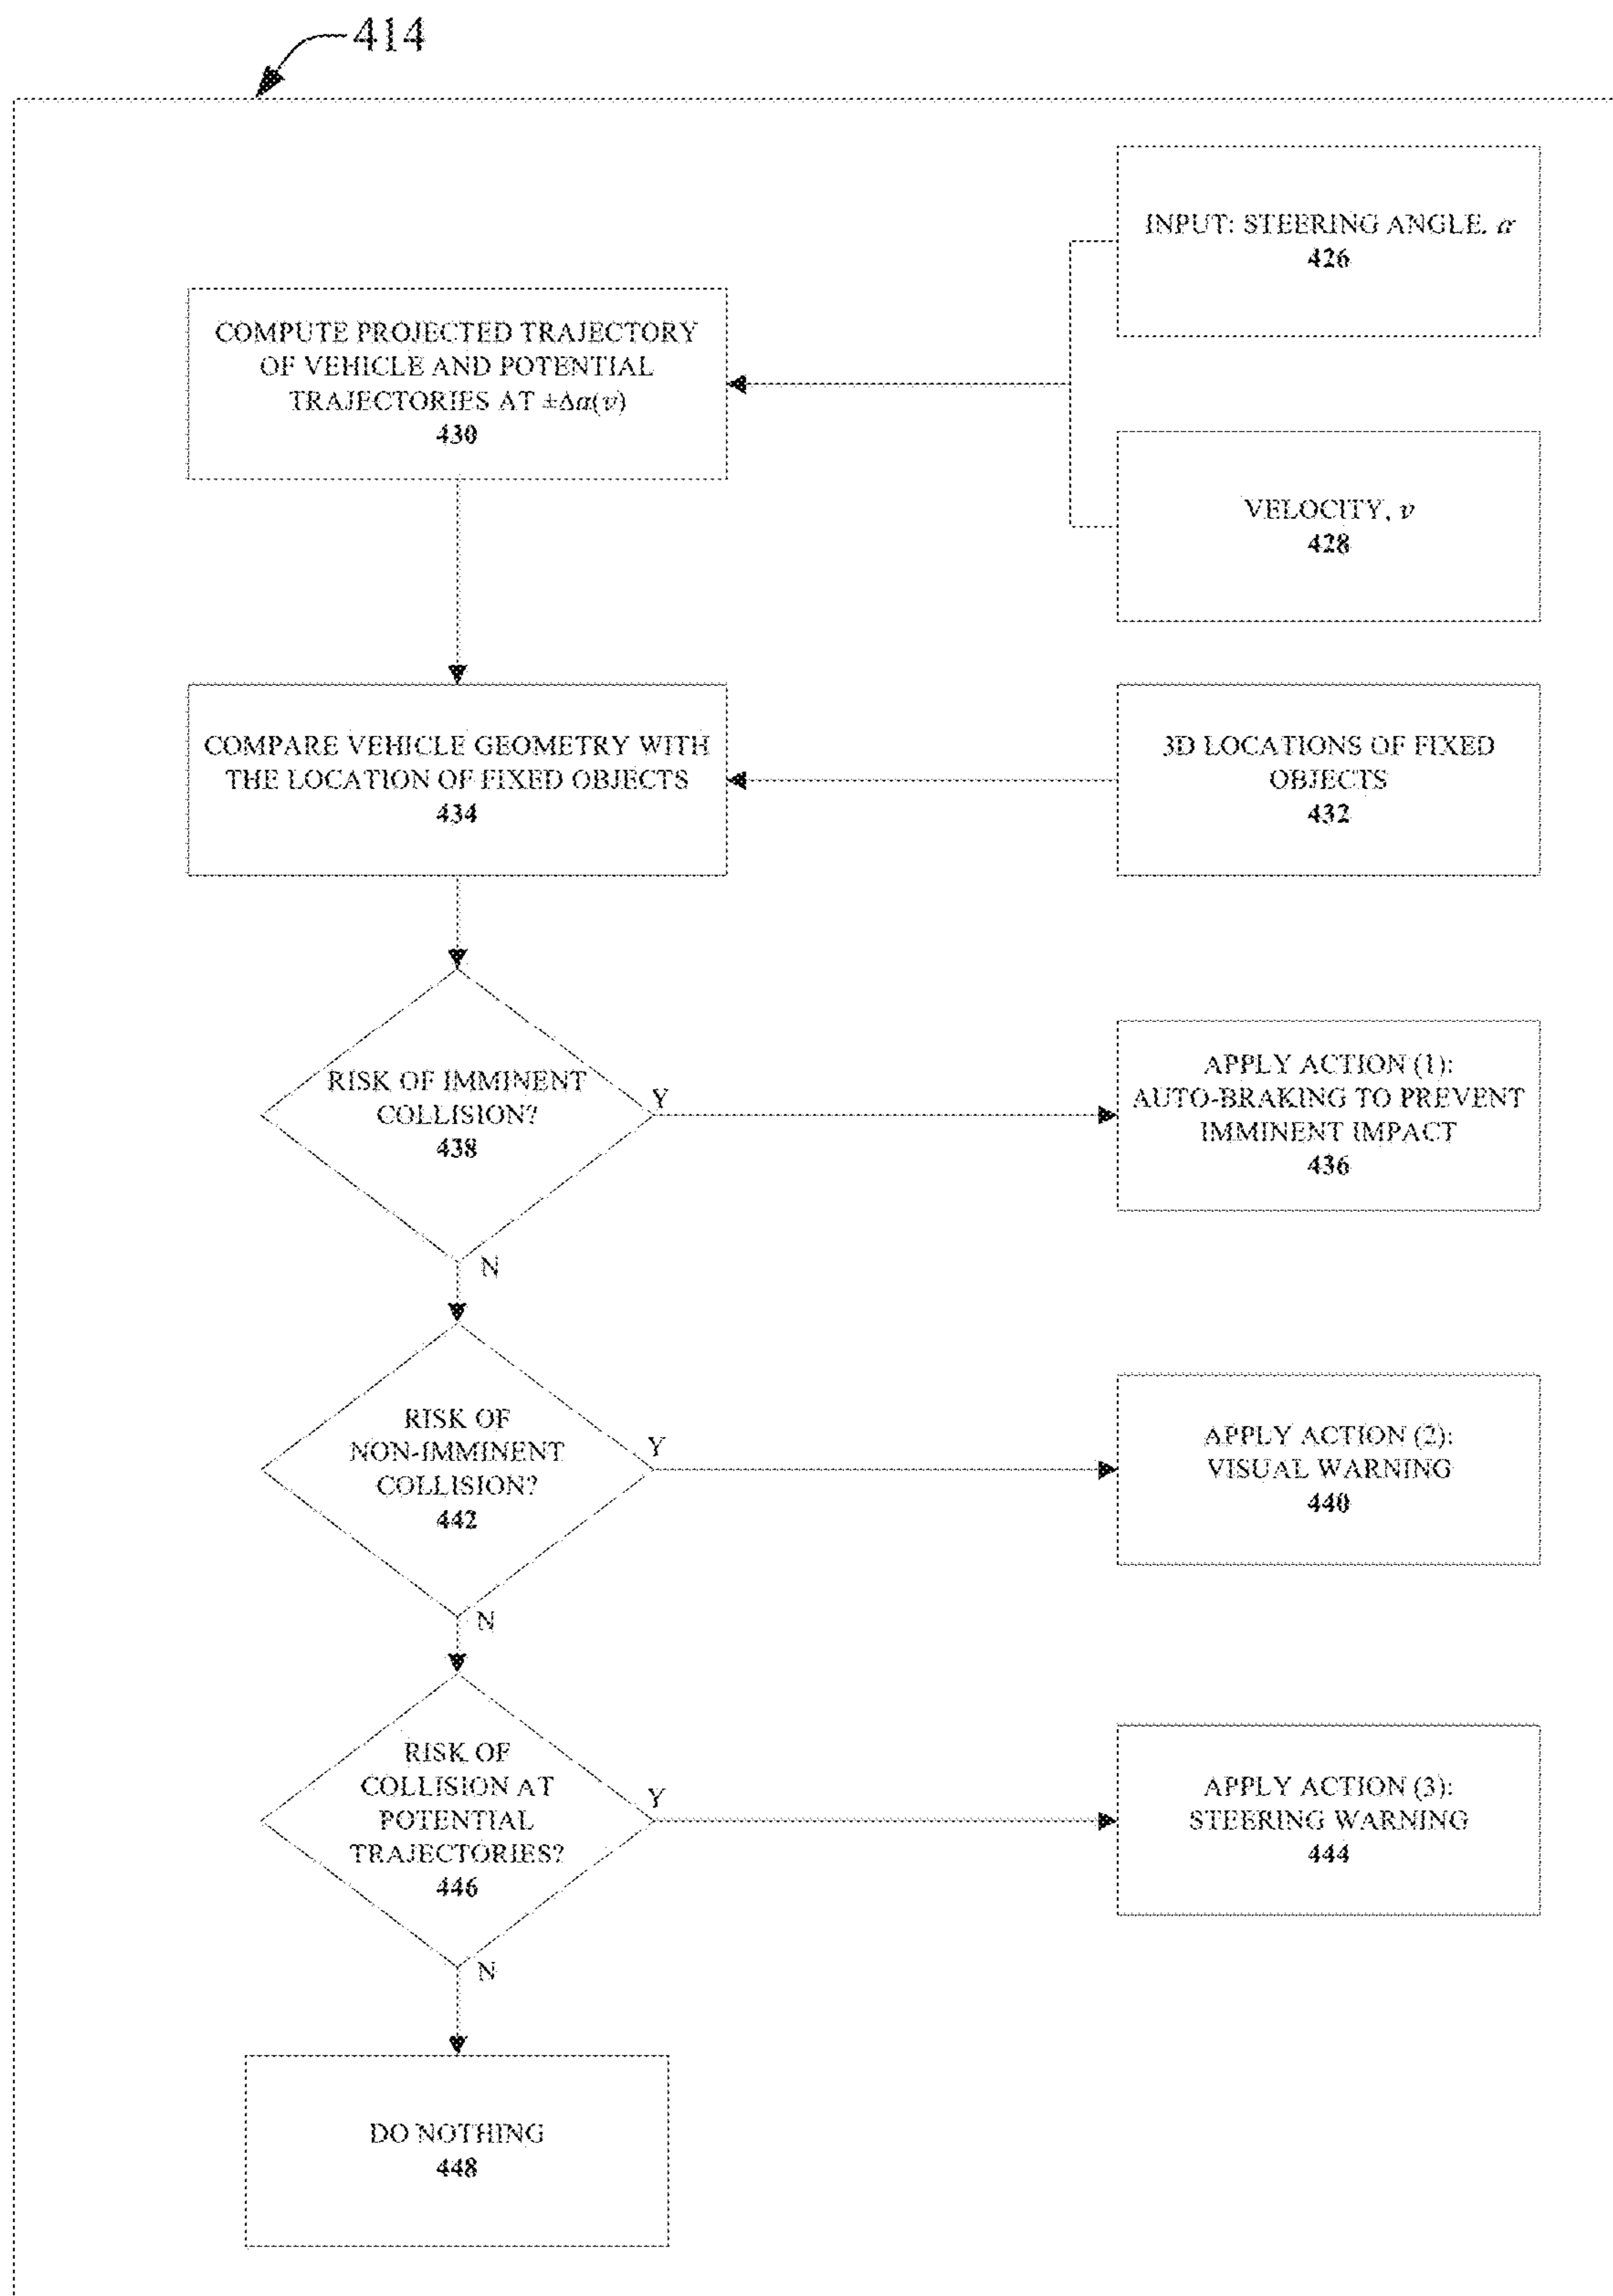 414
INPUT: STEERING ANGLE, α
426
COMPUTE PROJECTED TRAJECTORY
OF VEHICLE AND POTENTIAL
TRAJECTORIES AT ±Δα(v)
430
VELOCITY, v
428
COMPARE VEHICLE GEOMETRY WITH
THE LOCATION OF FIXED OBJECTS
434
3D LOCATIONS OF FIXED
OBJECTS
432
RISK OF IMMINENT
COLLISION?
438
Y
N
APPLY ACTION (1):
AUTO-BRAKING TO PREVENT
IMMINENT IMPACT
436
RISK OF
NON-IMMINENT
COLLISION?
442
Y
N
APPLY ACTION (2):
VISUAL WARNING
440
RISK OF
COLLISION AT
POTENTIAL
TRAJECTORIES?
446
Y
N
APPLY ACTION (3):
STEERING WARNING
444
DO NOTHING
448